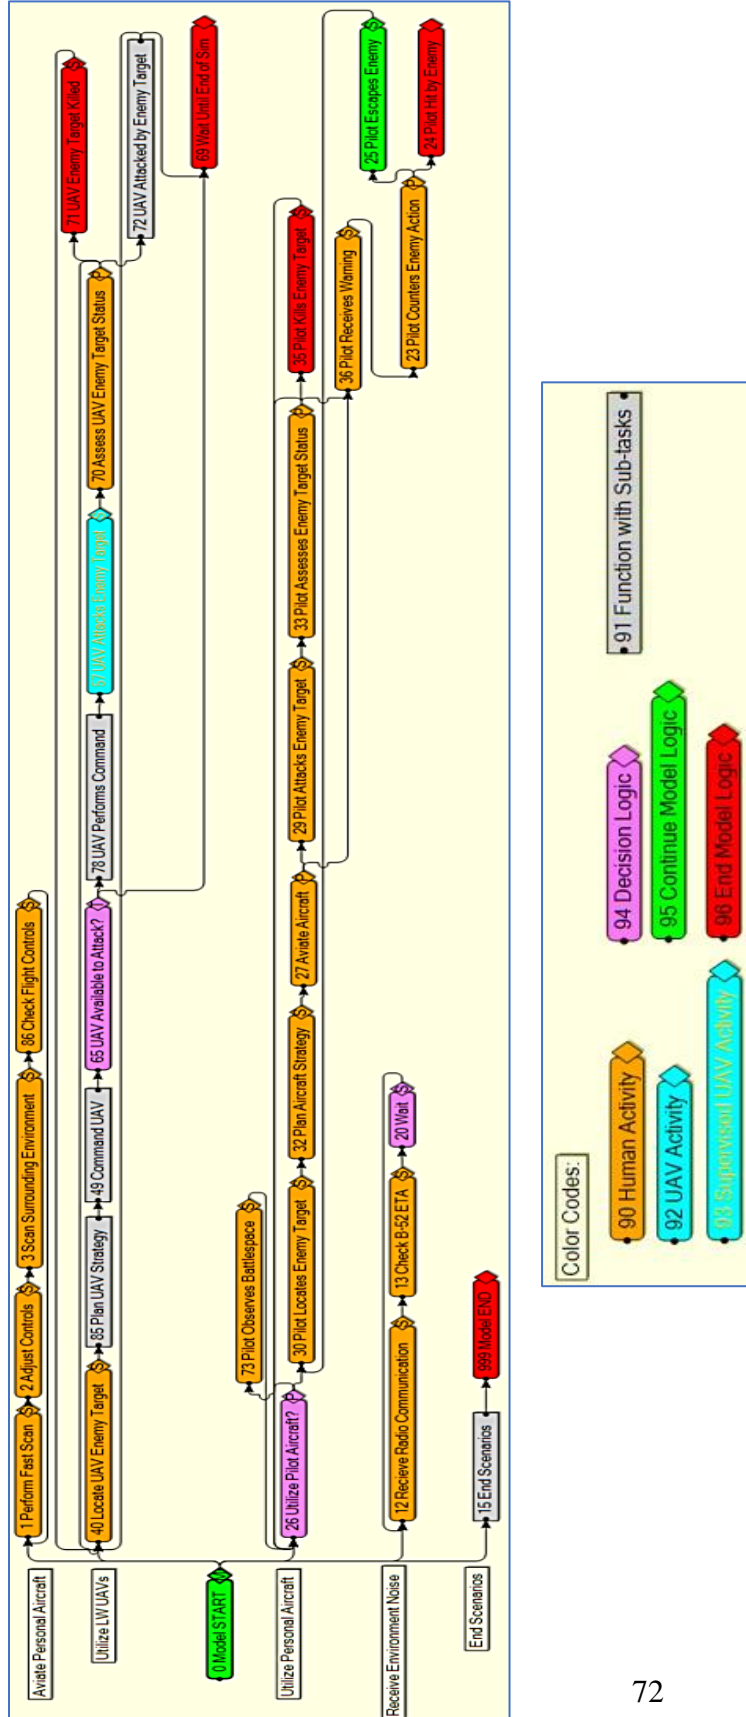 Aviate Personal Aircraft
1 Perform Fast Scan S
2 Adjust Controls S
3 Scan Surrounding Environment S
86 Check Flight Controls S
Utilize LW UAVs
40 Locate UAV Enemy Target S
85 Plan UAV Strategy
49 Command UAV
65 UAV Available to Attack? T
78 UAV Performs Command
67 UAV Attacks Enemy Target S
70 Assess UAV Enemy Target Status P
71 UAV Enemy Target Killed S
72 UAV Attacked by Enemy Target
69 Wait Until End of Sim
0 Model START M
Utilize Personal Aircraft
26 Utilize Pilot Aircraft? P
73 Pilot Observes Battlespace S
30 Pilot Locates Enemy Target S
32 Plan Aircraft Strategy S
27 Aviate Aircraft P
29 Pilot Attacks Enemy Target S
33 Pilot Assesses Enemy Target Status P
35 Pilot Kills Enemy Target S
36 Pilot Receives Warning S
23 Pilot Counters Enemy Action P
25 Pilot Escapes Enemy S
24 Pilot Hit by Enemy
Receive Environment Noise
12 Recieve Radio Communication S
13 Check B-52 ETA S
20 Wait S
End Scenarios
15 End Scenarios
999 Model END
Color Codes:
90 Human Activity
92 UAV Activity
93 Supervised UAV Activity
94 Decision Logic
95 Continue Model Logic
96 End Model Logic
91 Function with Sub-tasks
72